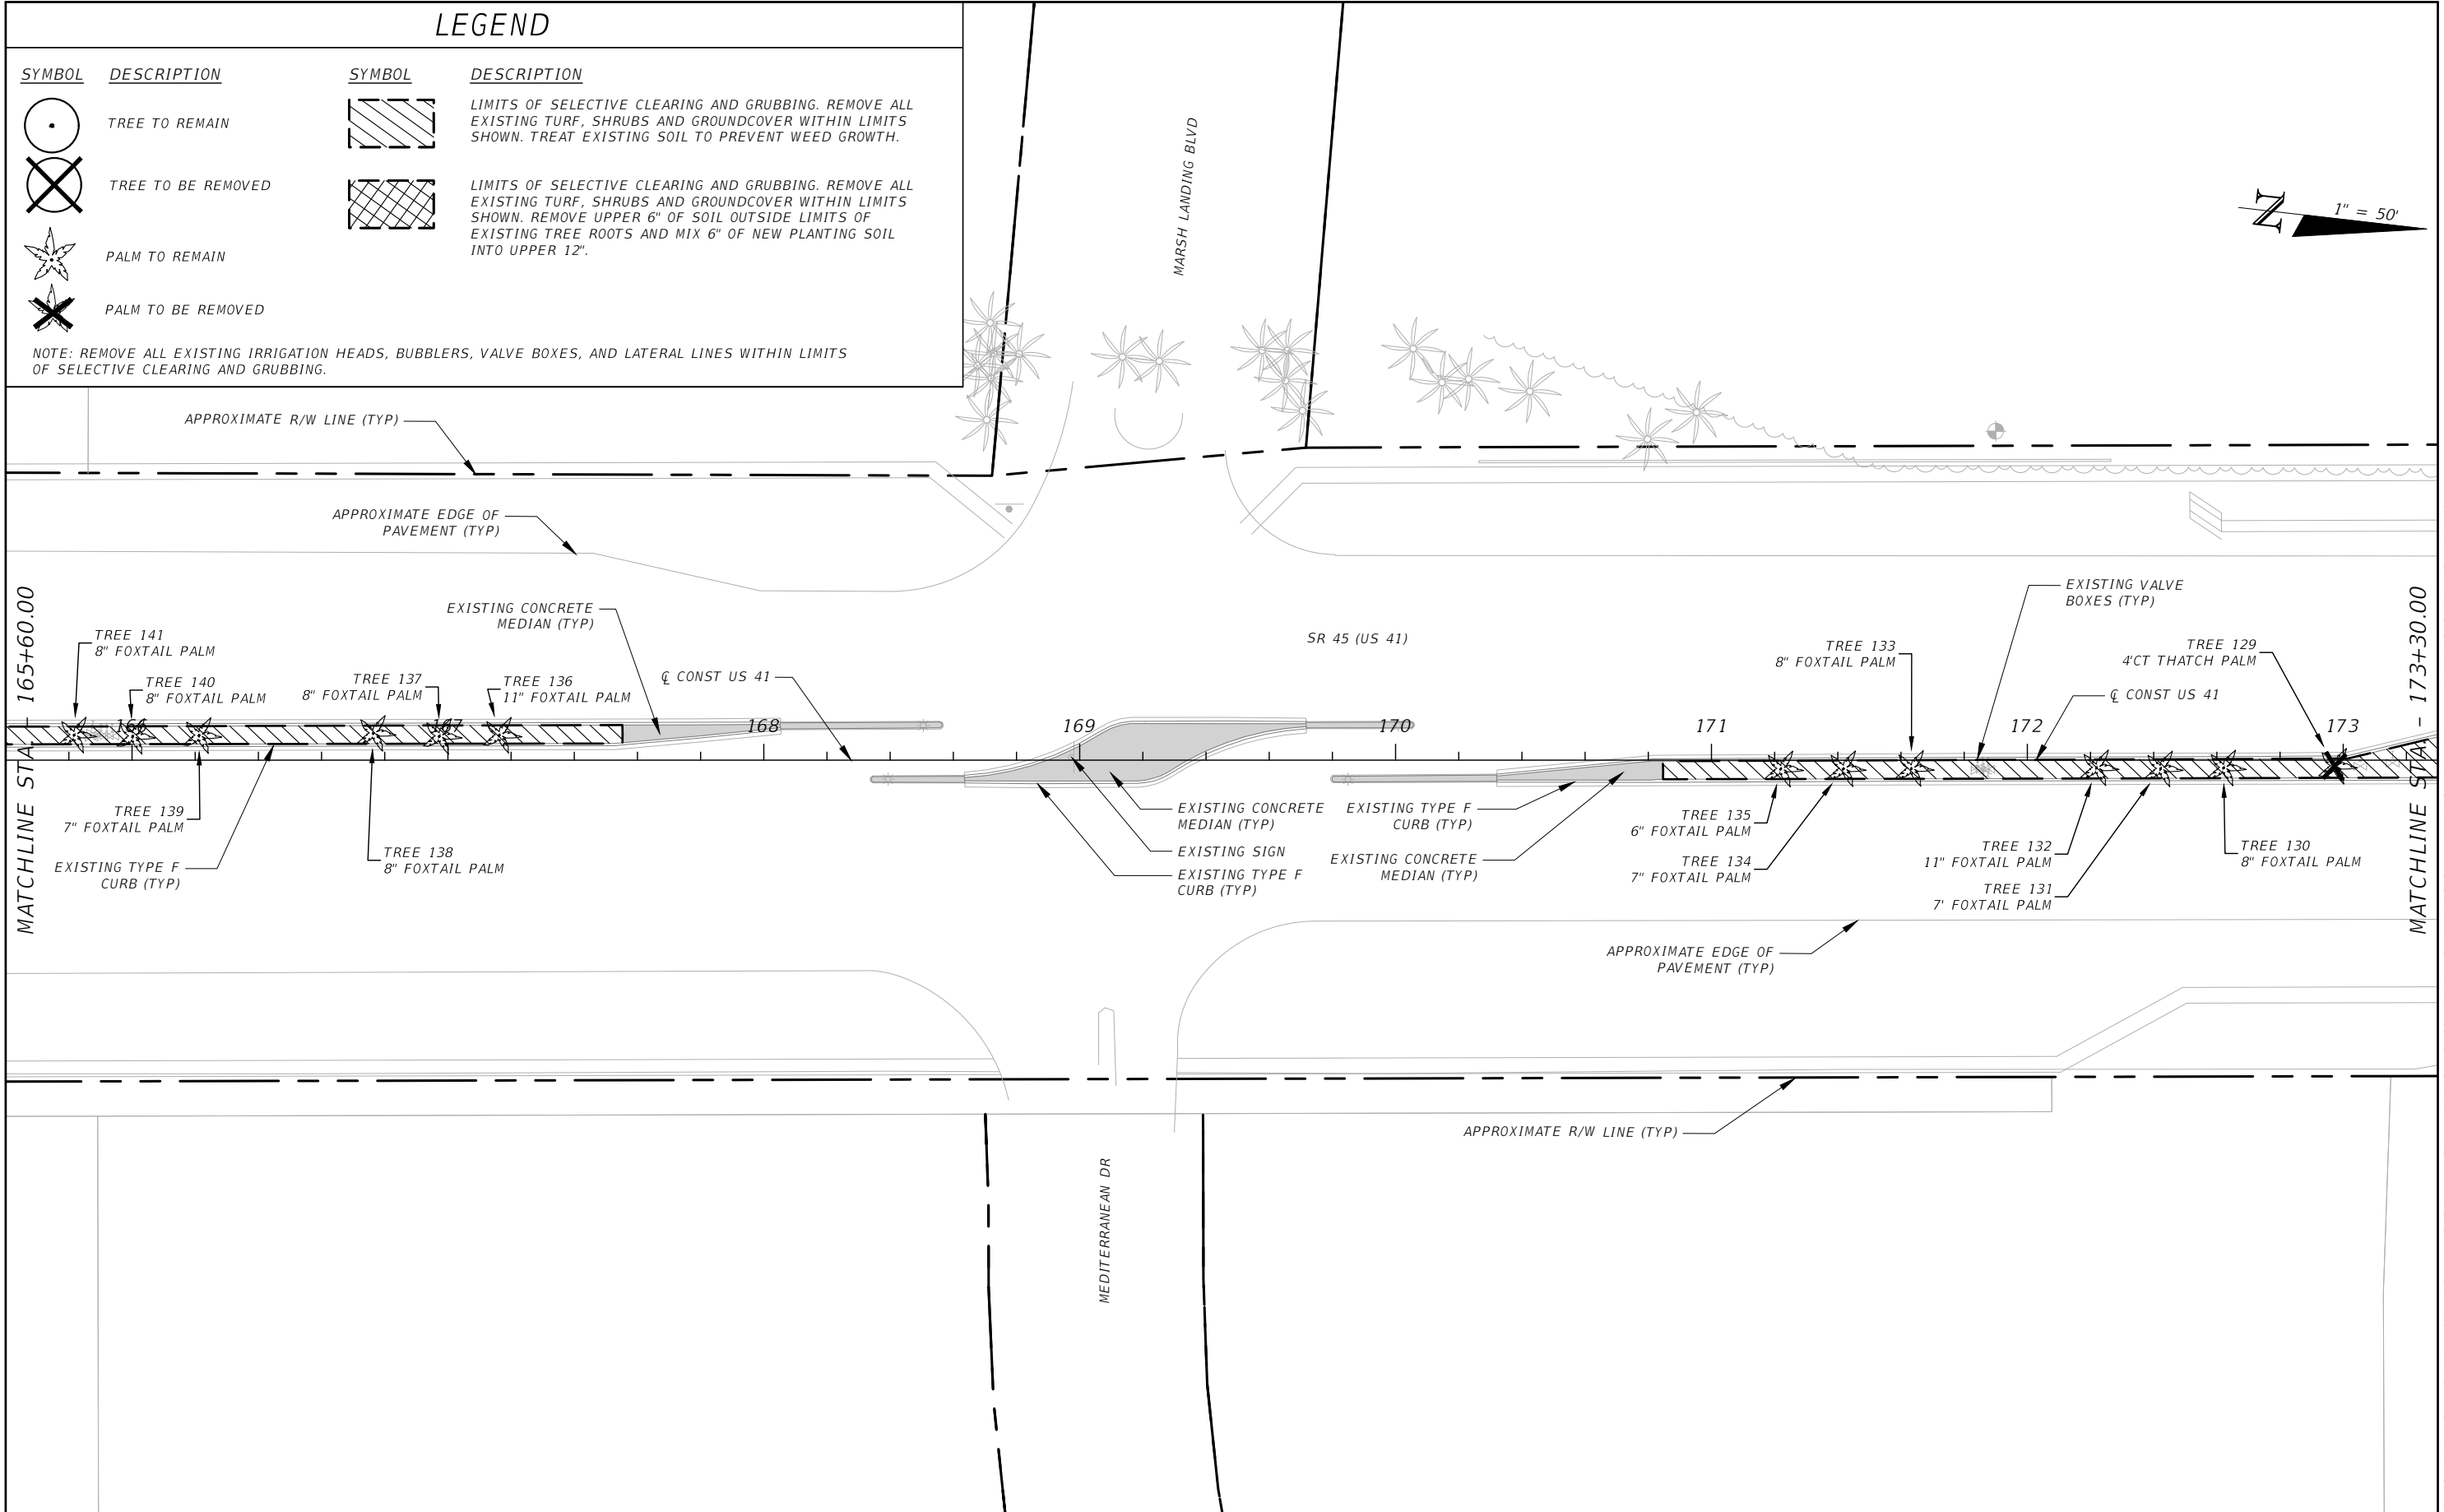 LEGEND
SYMBOL DESCRIPTION SYMBOL DESCRIPTION
TREE TO REMAIN
TREE TO BE REMOVED
PALM TO REMAIN
PALM TO BE REMOVED
LIMITS OF SELECTIVE CLEARING AND GRUBBING. REMOVE ALL
EXISTING TURF, SHRUBS AND GROUNDCOVER WITHIN LIMITS
SHOWN. TREAT EXISTING SOIL TO PREVENT WEED GROWTH.
LIMITS OF SELECTIVE CLEARING AND GRUBBING. REMOVE ALL
EXISTING TURF, SHRUBS AND GROUNDCOVER WITHIN LIMITS
SHOWN. REMOVE UPPER 6" OF SOIL OUTSIDE LIMITS OF
EXISTING TREE ROOTS AND MIX 6" OF NEW PLANTING SOIL
INTO UPPER 12".
NOTE: REMOVE ALL EXISTING IRRIGATION HEADS, BUBBLERS, VALVE BOXES, AND LATERAL LINES WITHIN LIMITS
OF SELECTIVE CLEARING AND GRUBBING.
MARSH LANDING BLVD
N
1" = 50'
APPROXIMATE R/W LINE (TYP)
APPROXIMATE EDGE OF
PAVEMENT (TYP)
MATCHLINE STA. - 165+60.00
TREE 141
8" FOXTAIL PALM
TREE 140
8" FOXTAIL PALM
TREE 137
8" FOXTAIL PALM
TREE 136
11" FOXTAIL PALM
EXISTING CONCRETE
MEDIAN (TYP)
℄ CONST US 41
SR 45 (US 41)
EXISTING VALVE
BOXES (TYP)
TREE 133
8" FOXTAIL PALM
TREE 129
4'CT THATCH PALM
℄ CONST US 41
MATCHLINE STA. - 173+30.00
166
167
168
169
170
171
172
173
TREE 139
7" FOXTAIL PALM
EXISTING TYPE F
CURB (TYP)
TREE 138
8" FOXTAIL PALM
EXISTING CONCRETE
MEDIAN (TYP)
EXISTING SIGN
EXISTING TYPE F
CURB (TYP)
EXISTING TYPE F
CURB (TYP)
EXISTING CONCRETE
MEDIAN (TYP)
TREE 135
6" FOXTAIL PALM
TREE 134
7" FOXTAIL PALM
TREE 132
11" FOXTAIL PALM
TREE 131
7' FOXTAIL PALM
TREE 130
8" FOXTAIL PALM
APPROXIMATE EDGE OF
PAVEMENT (TYP)
APPROXIMATE R/W LINE (TYP)
MEDITERRANEAN DR